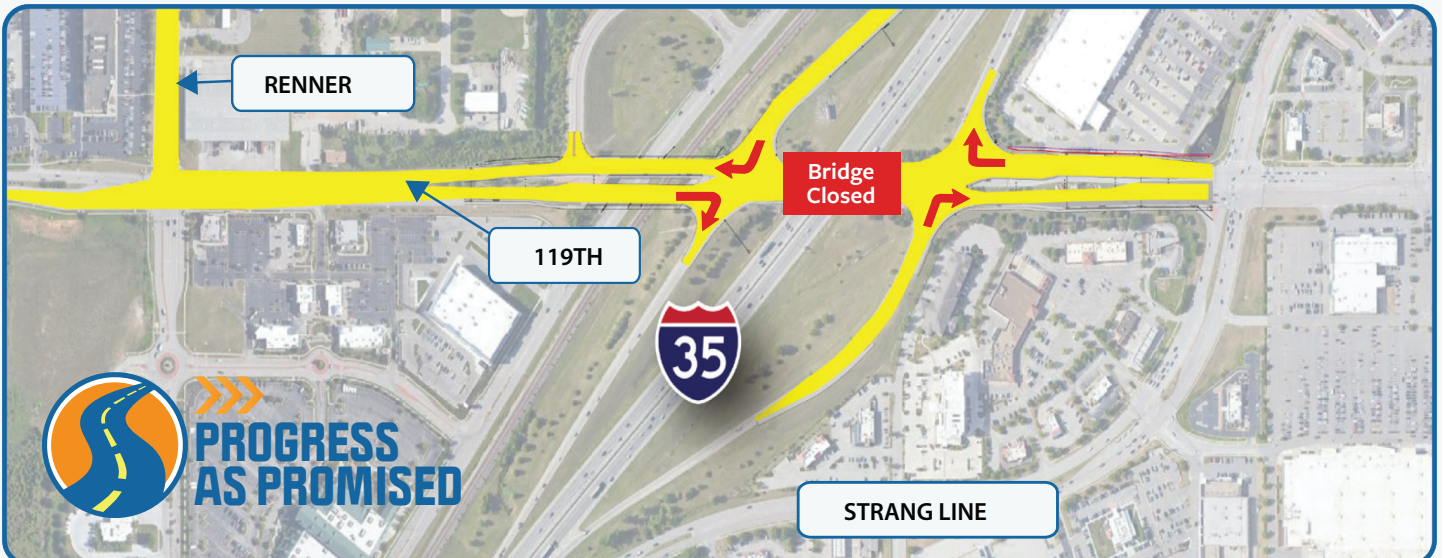 RENNER
Bridge
Closed
119TH
35
PROGRESS
AS PROMISED
STRANG LINE